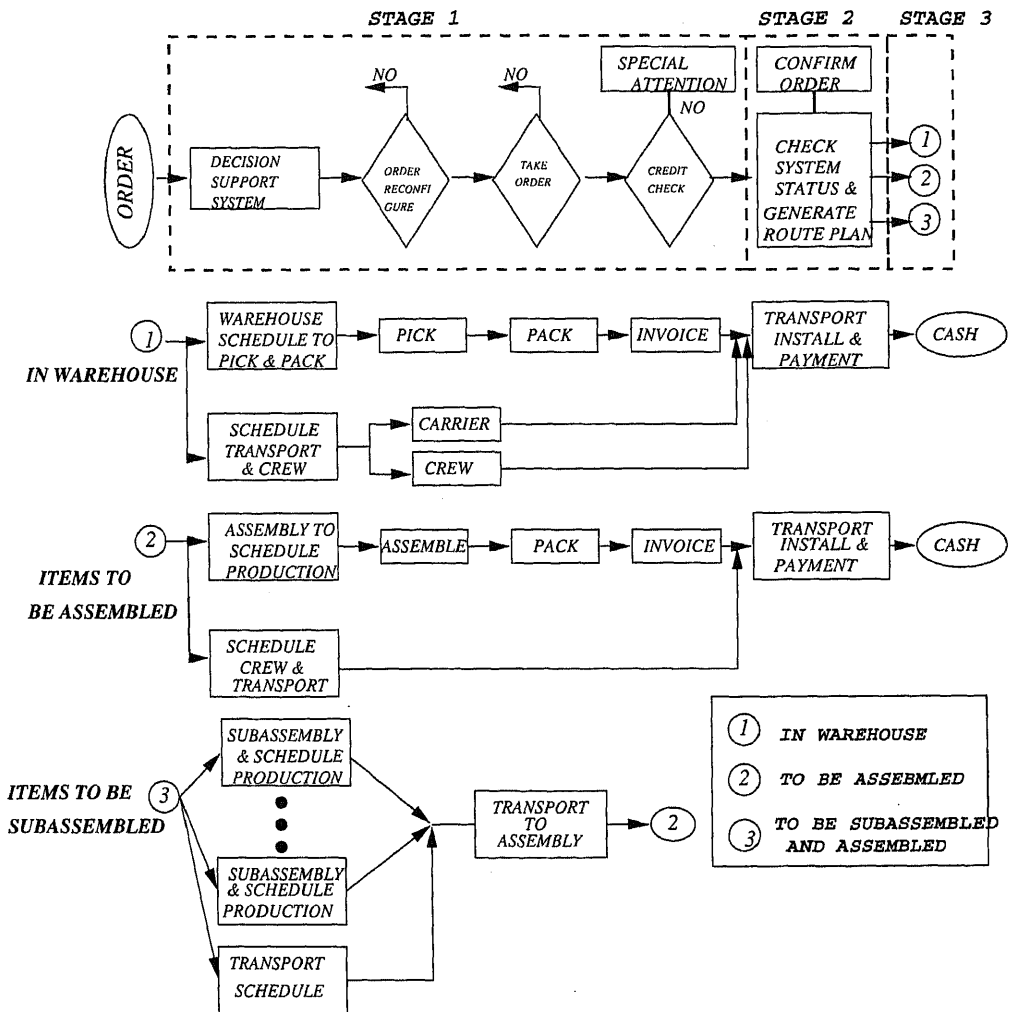 STAGE 1
STAGE 2
STAGE 3
NO
NO
SPECIAL
ATTENTION
NO
CONFIRM
ORDER
ORDER
DECISION
SUPPORT
SYSTEM
ORDER
RECONFI
GURE
TAKE
ORDER
CREDIT
CHECK
CHECK
SYSTEM
STATUS &
GENERATE
ROUTE PLAN
1
2
3
1
IN WAREHOUSE
WAREHOUSE
SCHEDULE TO
PICK & PACK
PICK
PACK
INVOICE
TRANSPORT
INSTALL &
PAYMENT
CASH
SCHEDULE
TRANSPORT
& CREW
CARRIER
CREW
2
ITEMS TO
BE ASSEMBLED
ASSEMBLY TO
SCHEDULE
PRODUCTION
ASSEMBLE
PACK
INVOICE
TRANSPORT
INSTALL &
PAYMENT
CASH
SCHEDULE
CREW &
TRANSPORT
ITEMS TO BE
SUBASSEMBLED
3
SUBASSEMBLY
& SCHEDULE
PRODUCTION
SUBASSEMBLY
& SCHEDULE
PRODUCTION
TRANSPORT
SCHEDULE
TRANSPORT
TO
ASSEMBLY
2
1 IN WAREHOUSE
2 TO BE ASSEBMLED
3 TO BE SUBASSEMBLED
AND ASSEMBLED